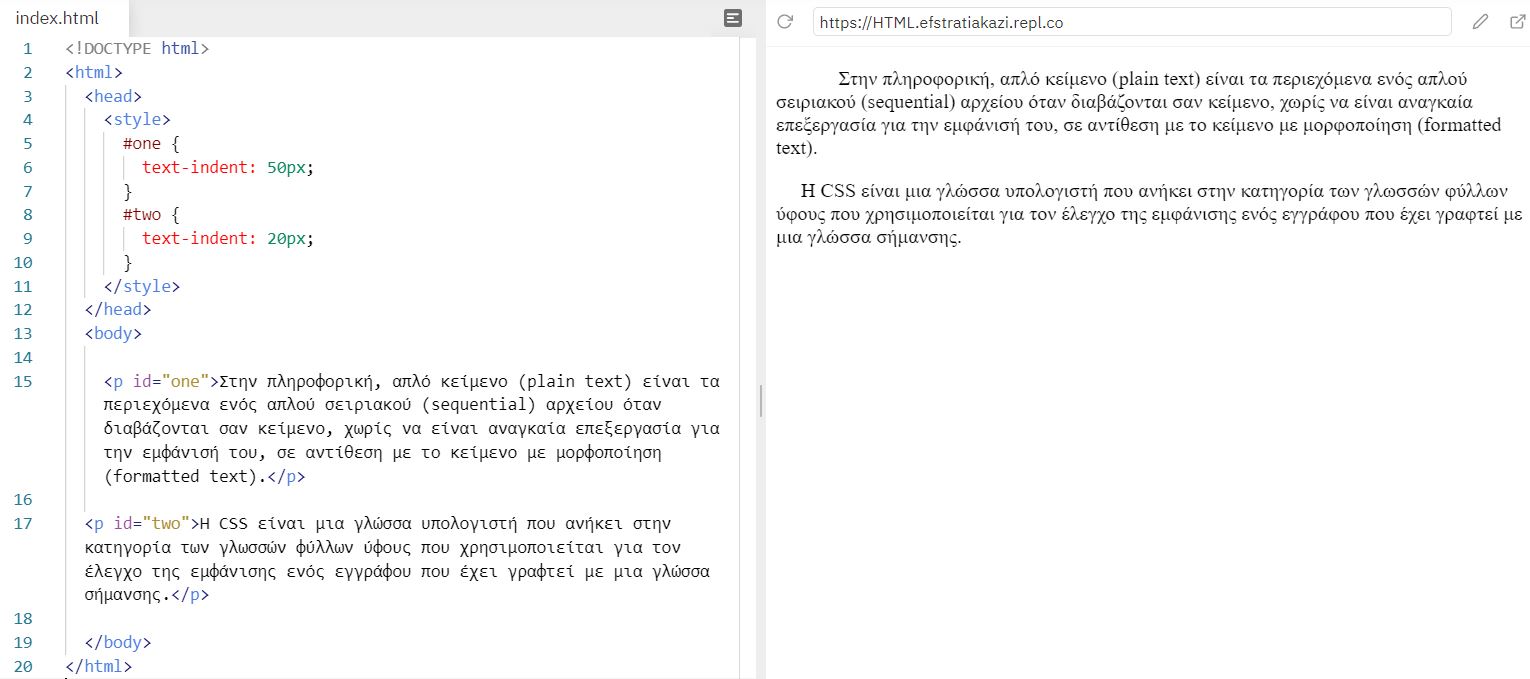 index.html
1 <!DOCTYPE html>
2 <html>
3 <head>
4 <style>
5 #one {
6 text-indent: 50px;
7 }
8 #two {
9 text-indent: 20px;
10 }
11 </style>
12 </head>
13 <body>
14
15 <p id="one">Στην πληροφορική, απλό κείμενο (plain text) είναι τα
περιεχόμενα ενός απλού σειριακού (sequential) αρχείου όταν
διαβάζονται σαν κείμενο, χωρίς να είναι αναγκαία επεξεργασία για
την εμφάνισή του, σε αντίθεση με το κείμενο με μορφοποίηση
(formatted text).</p>
16
17 <p id="two">Η CSS είναι μια γλώσσα υπολογιστή που ανήκει στην
κατηγορία των γλωσσών φύλλων ύφους που χρησιμοποιείται για τον
έλεγχο της εμφάνισης ενός εγγράφου που έχει γραφτεί με μια γλώσσα
σήμανσης.</p>
18
19 </body>
20 </html>
https://HTML.efstratiakazi.repl.co
Στην πληροφορική, απλό κείμενο (plain text) είναι τα περιεχόμενα ενός απλού
σειριακού (sequential) αρχείου όταν διαβάζονται σαν κείμενο, χωρίς να είναι αναγκαία
επεξεργασία για την εμφάνισή του, σε αντίθεση με το κείμενο με μορφοποίηση (formatted
text).
Η CSS είναι μια γλώσσα υπολογιστή που ανήκει στην κατηγορία των γλωσσών φύλλων
ύφους που χρησιμοποιείται για τον έλεγχο της εμφάνισης ενός εγγράφου που έχει γραφτεί με
μια γλώσσα σήμανσης.